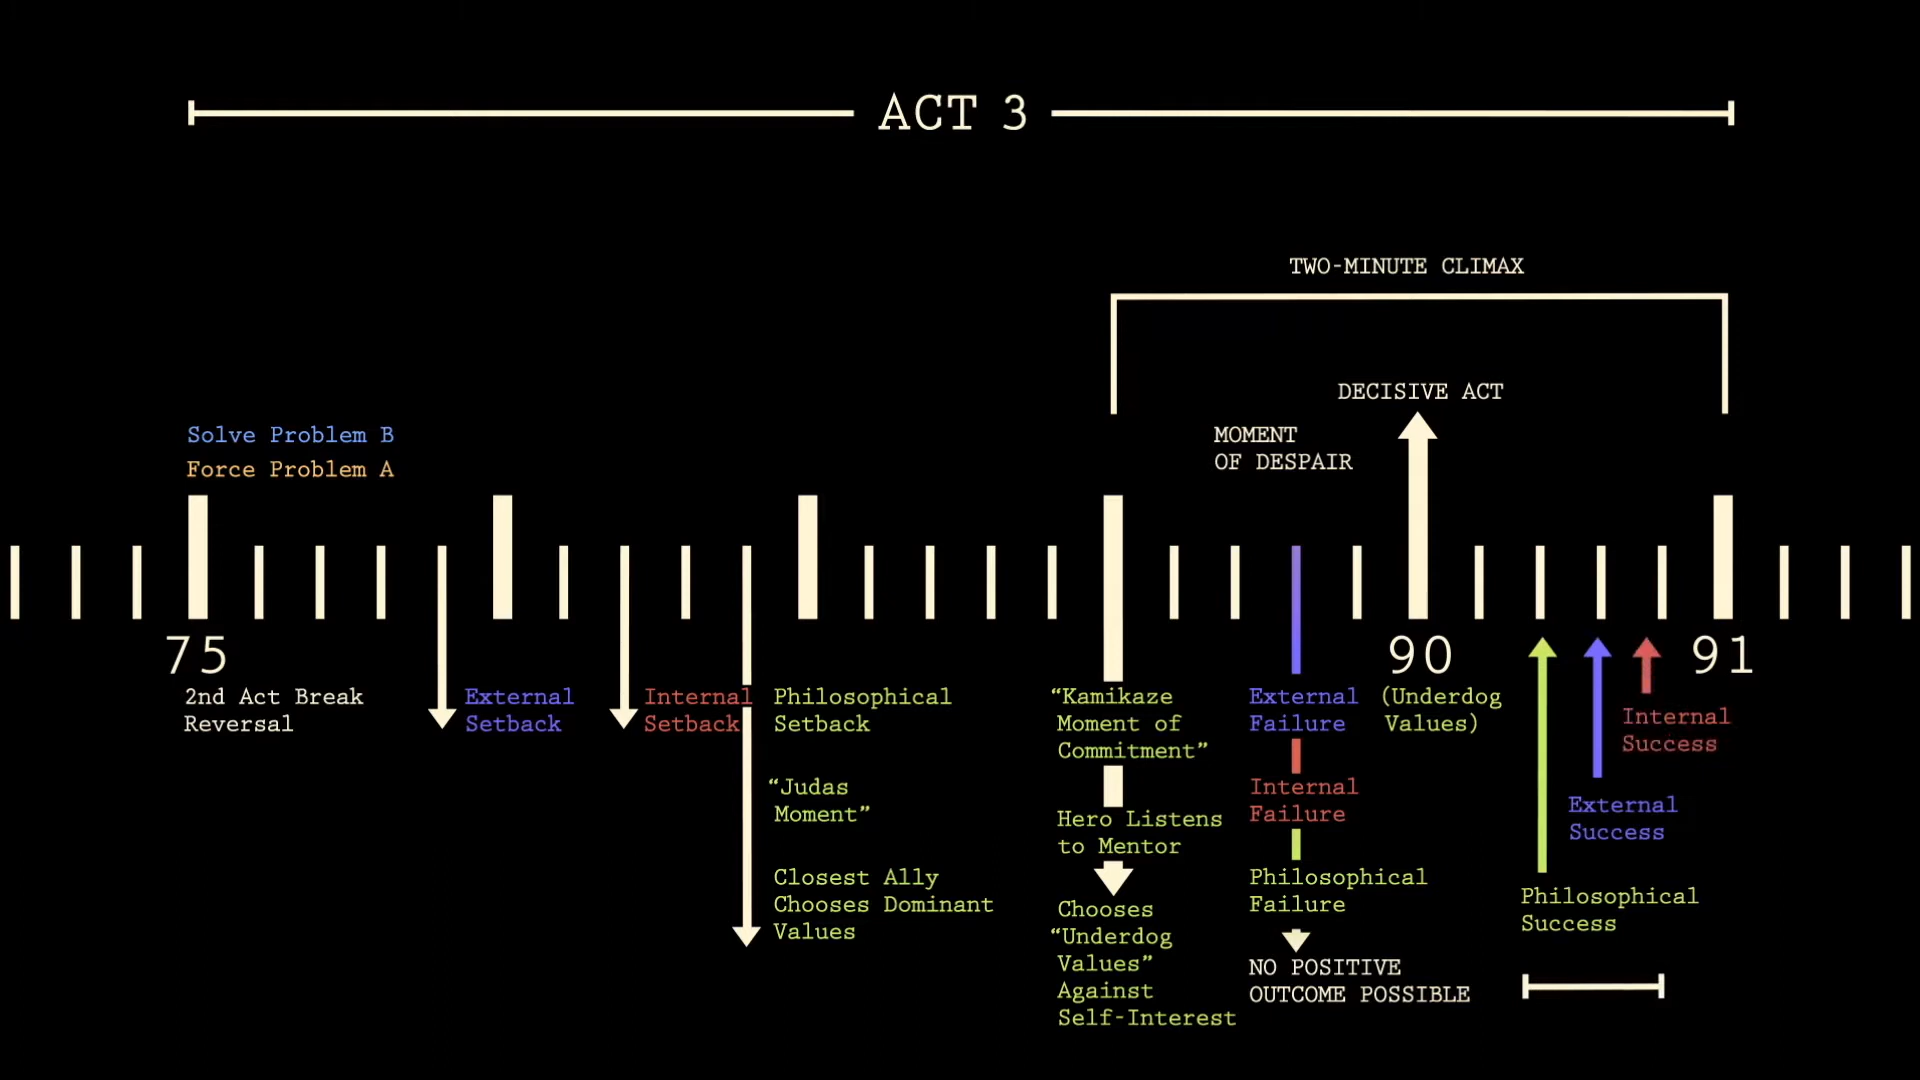 ACT 3
TWO-MINUTE CLIMAX
DECISIVE ACT
MOMENT
OF DESPAIR
Solve Problem B
Force Problem A
75
90
91
2nd Act Break
Reversal
External
Setback
Internal
Setback
Philosophical
Setback
“Judas
Moment”
Closest Ally
Chooses Dominant
Values
“Kamikaze
Moment of
Commitment”
Hero Listens
to Mentor
Chooses
“Underdog
Values”
Against
Self-Interest
External
Failure
Internal
Failure
Philosophical
Failure
NO POSITIVE
OUTCOME POSSIBLE
(Underdog
Values)
Philosophical
Success
External
Success
Internal
Success